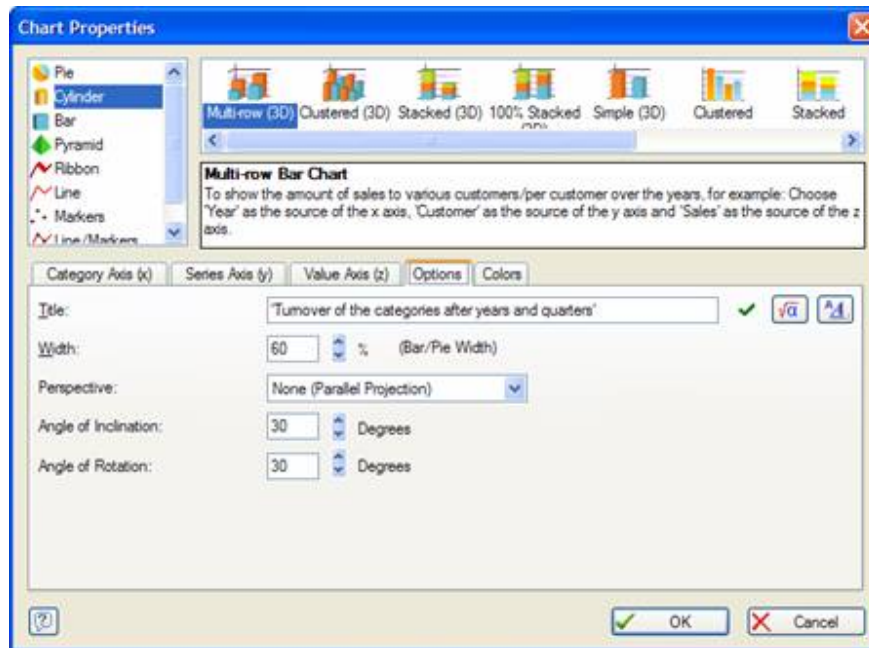 Chart Properties
Pie
Cylinder
Bar
Pyramid
Ribbon
Line
Markers
Line/Markers
Multi-row (3D) Clustered (3D) Stacked (3D) 100% Stacked (3D) Simple (3D) Clustered Stacked
Multi-row Bar Chart
To show the amount of sales to various customers/per customer over the years, for example: Choose
'Year' as the source of the x axis, 'Customer' as the source of the y axis and 'Sales' as the source of the z
axis.
Category Axis (x) Series Axis (y) Value Axis (z) Options Colors
Title: 'Turnover of the categories after years and quarters'
Width: 60 % (Bar/Pie Width)
Perspective: None (Parallel Projection)
Angle of Inclination: 30 Degrees
Angle of Rotation: 30 Degrees
OK Cancel